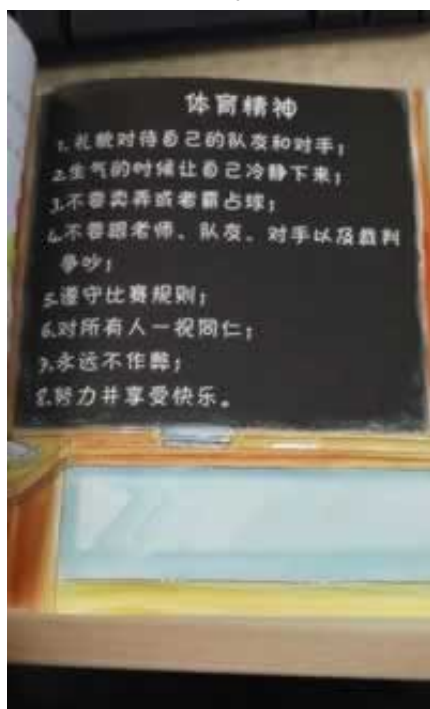 体育精神
1.礼貌对待自己的队友和对手;
2.生气的时候让自己冷静下来;
3.不要卖弄或者霸占球;
4.不要跟老师、队友、对手以及裁判
争吵;
5.遵守比赛规则;
6.对所有人一视同仁;
7.永远不作弊;
8.努力并享受快乐。